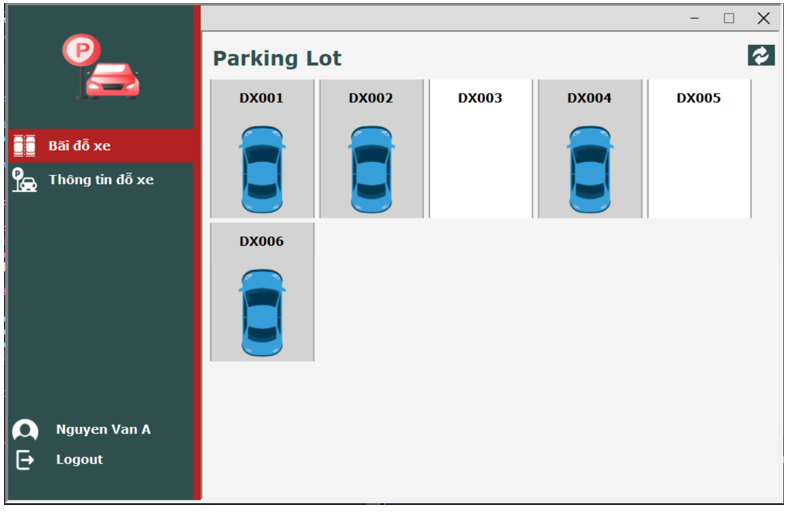 P
Parking Lot
DX001
DX002
DX003
DX004
DX005
Bãi đỗ xe
P
Thông tin đỗ xe
DX006
Nguyen Van A
Logout